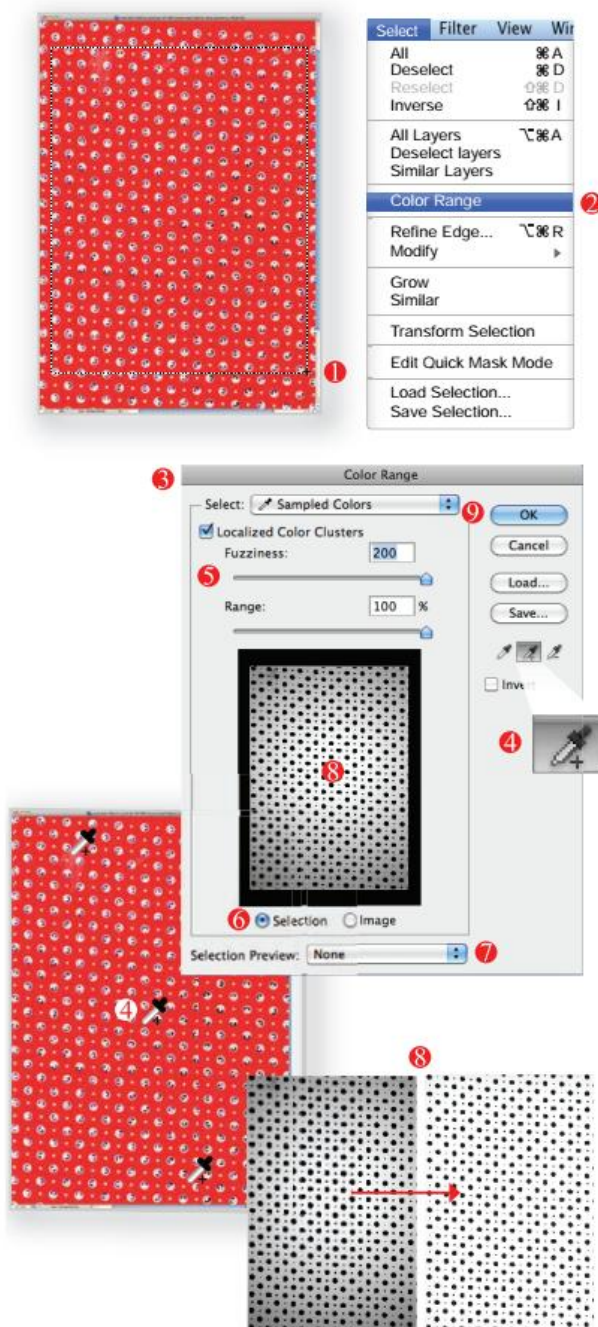 Select Filter View Wir
All ⌘ A
Deselect ⌘ D
Reselect ⇧⌘ D
Inverse ⇧⌘ I
All Layers ⌥⌘ A
Deselect layers
Similar Layers
Color Range
2
Refine Edge... ⌥⌘ R
Modify
Grow
Similar
Transform Selection
1
Edit Quick Mask Mode
Load Selection...
Save Selection...
3
Color Range
Select: Sampled Colors
9
OK
Localized Color Clusters
Cancel
Fuzziness: 200
5
Load...
Range: 100 %
Save...
Invert
4
8
6
Selection Image
Selection Preview: None
7
4
8